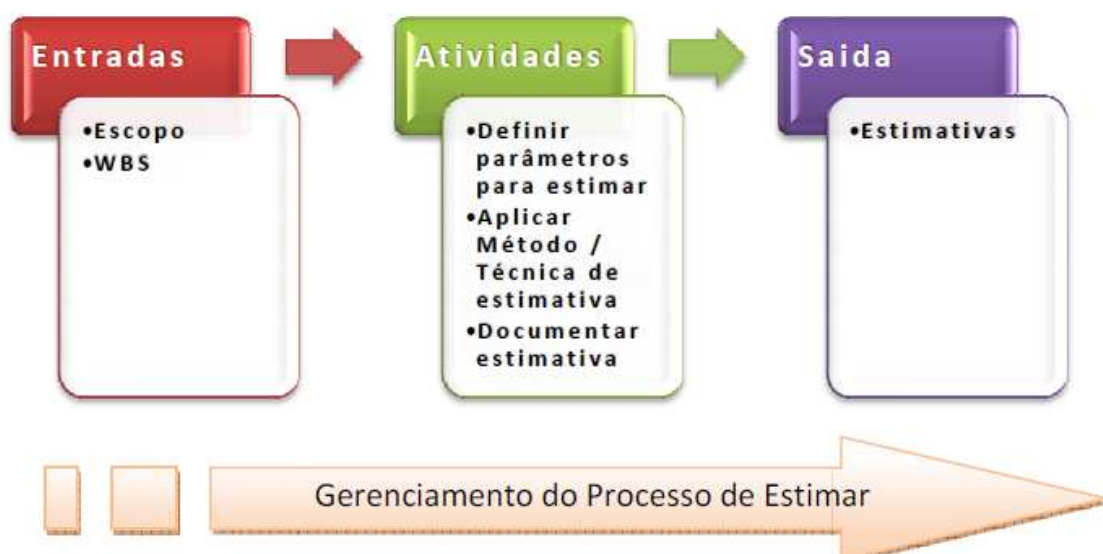 Entradas
•Escopo
•WBS
Atividades
•Definir
parâmetros
para estimar
•Aplicar
Método /
Técnica de
estimativa
•Documentar
estimativa
Saida
•Estimativas
Gerenciamento do Processo de Estimar